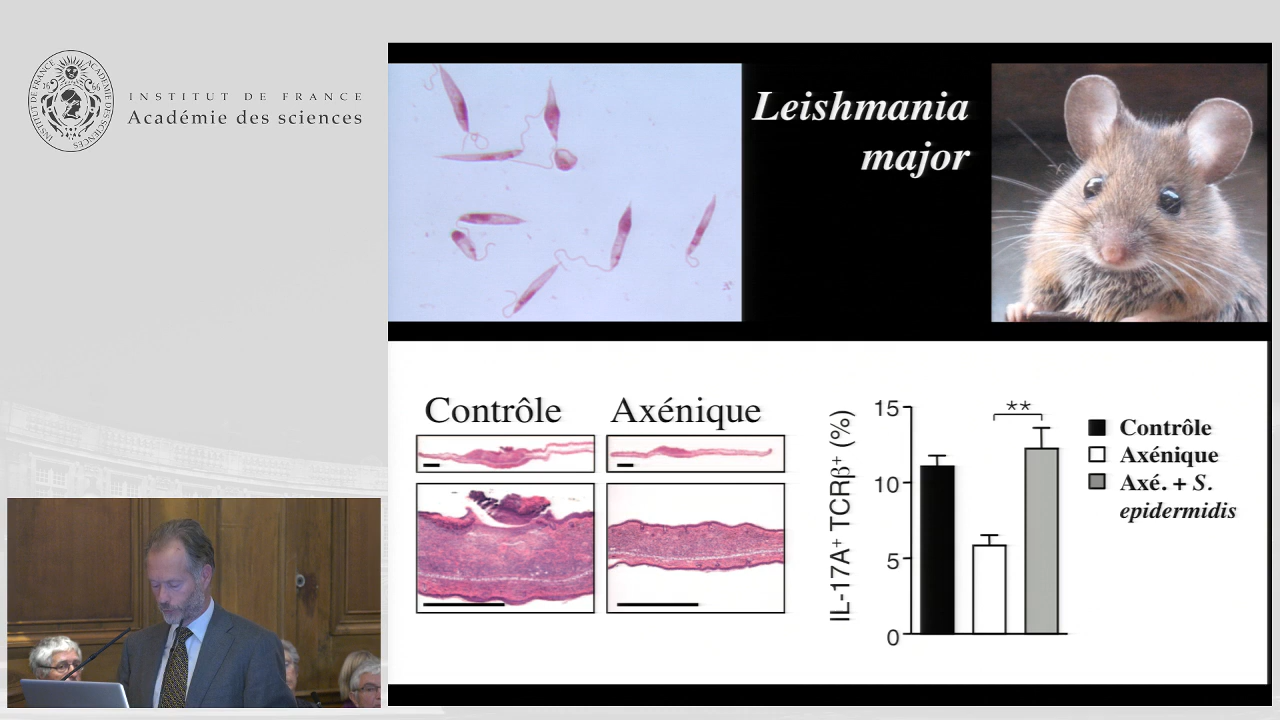 INSTITUT DE FRANCE
Académie des sciences
Leishmania
major
Contrôle
Axénique
IL-17A⁺ TCRβ⁺ (%)
15
10
5
0
**
Contrôle
Axénique
Axé. + S.
epidermidis